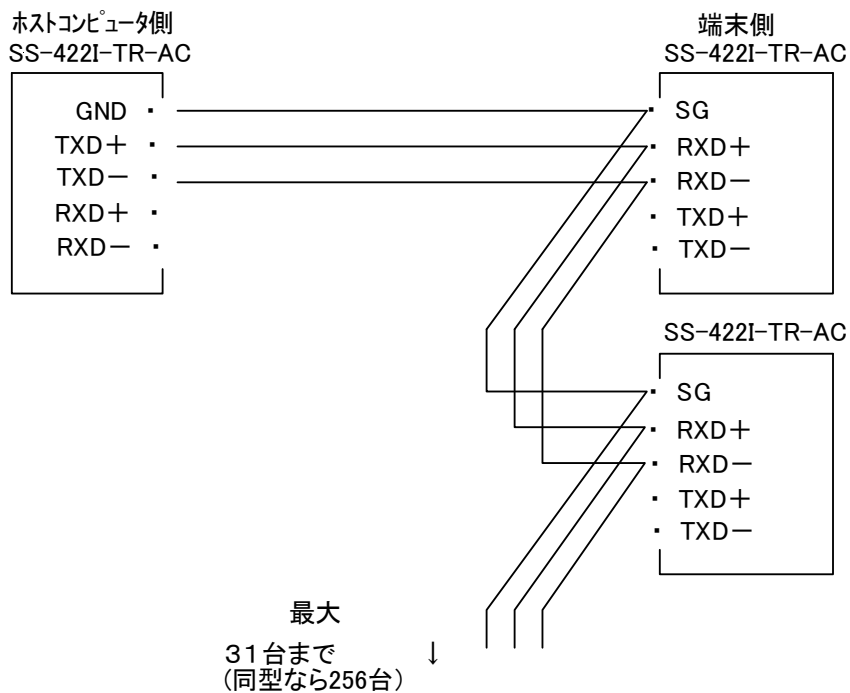 ホストコンピュータ側
SS-422I-TR-AC
GND
TXD＋
TXD－
RXD＋
RXD－
端末側
SS-422I-TR-AC
SG
RXD＋
RXD－
TXD＋
TXD－
SS-422I-TR-AC
SG
RXD＋
RXD－
TXD＋
TXD－
最大
３１台まで ↓
（同型なら256台）